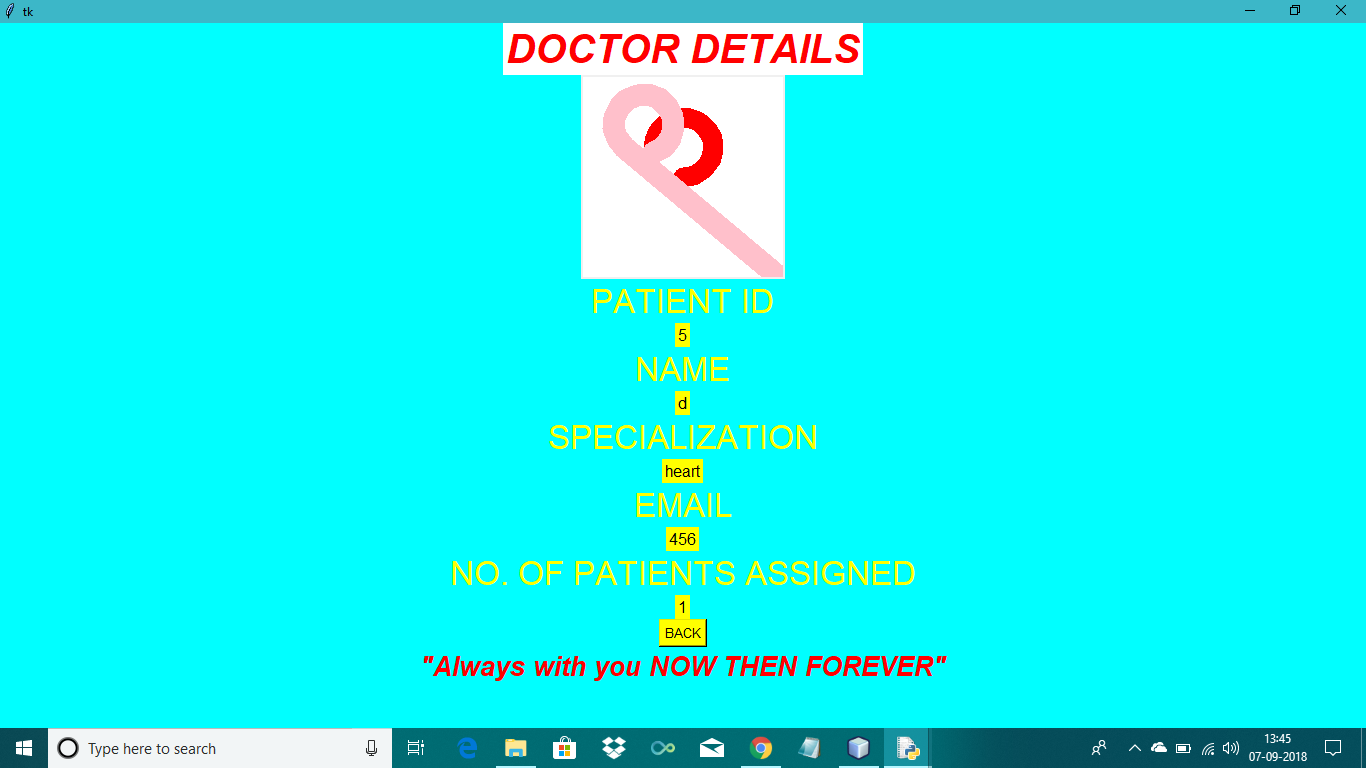 tk
DOCTOR DETAILS
PATIENT ID
5
NAME
d
SPECIALIZATION
heart
EMAIL
456
NO. OF PATIENTS ASSIGNED
1
BACK
"Always with you NOW THEN FOREVER"
Type here to search
13:45
07-09-2018